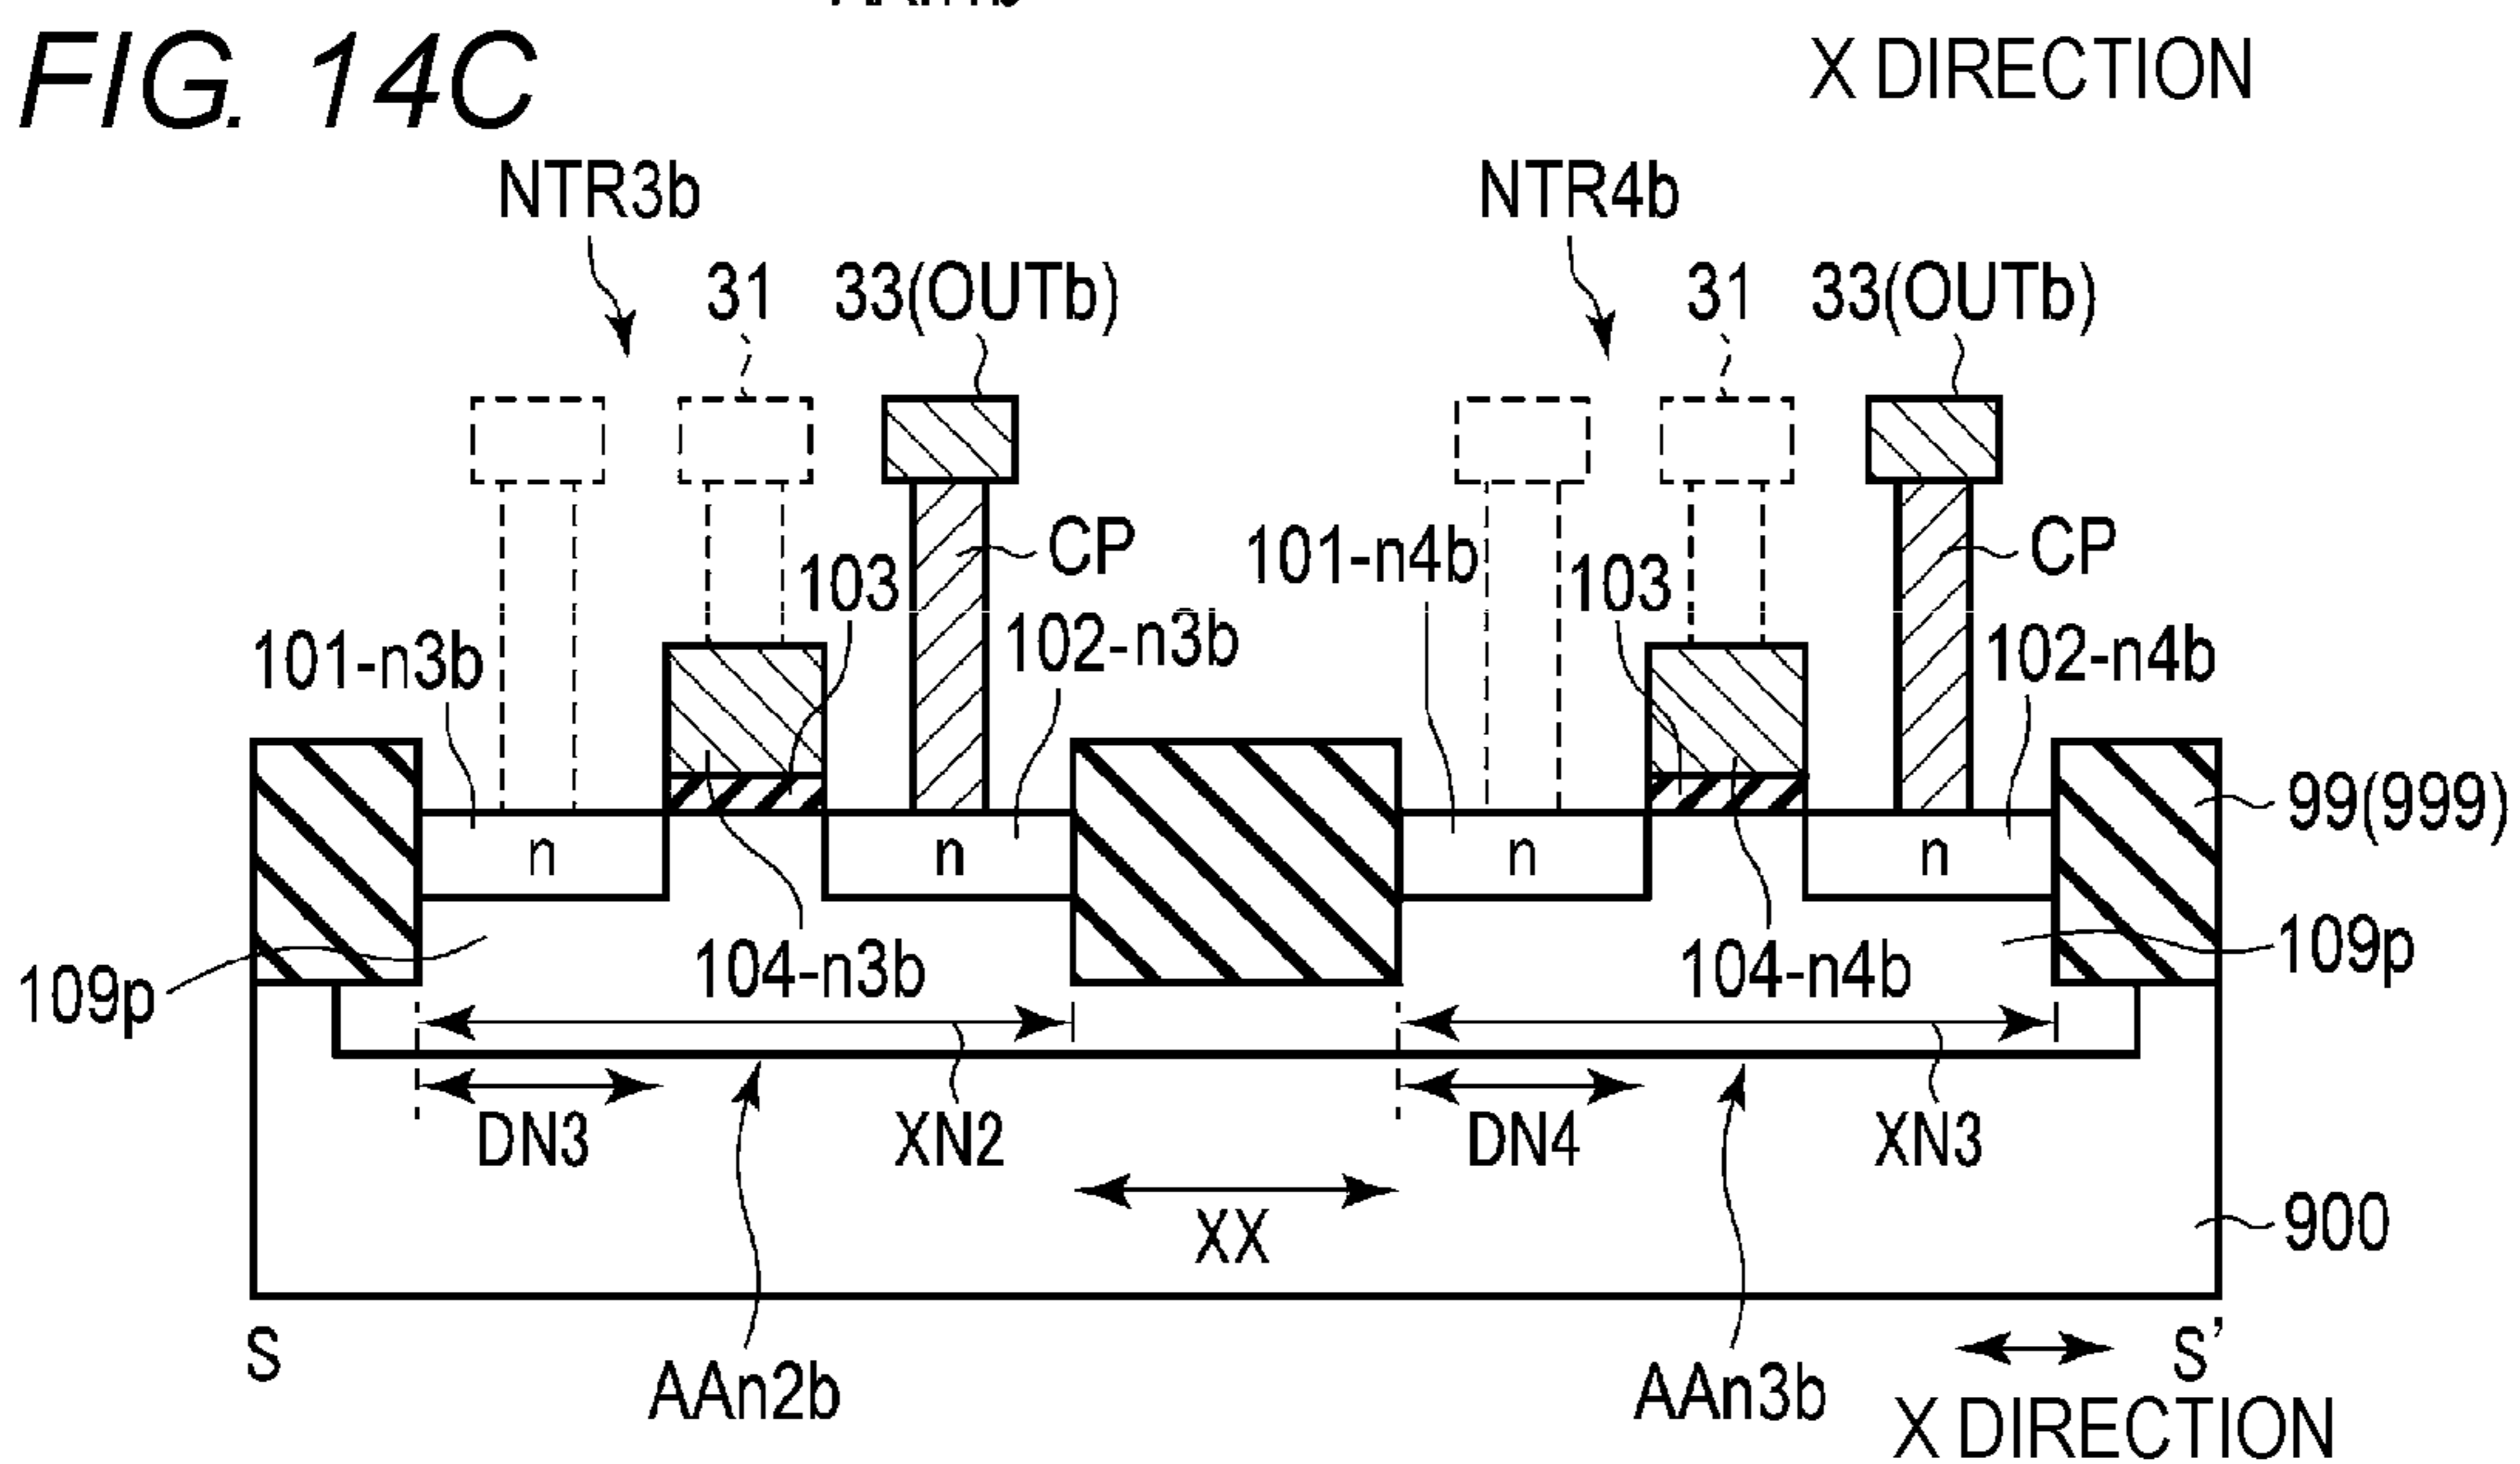 FIG. 14C
X DIRECTION
NTR3b
NTR4b
31
33(OUTb)
31
33(OUTb)
CP
101-n4b
CP
103
103
101-n3b
102-n3b
102-n4b
99(999)
n
n
n
n
109p
104-n3b
104-n4b
109p
DN3
XN2
DN4
XN3
XX
900
S
S'
AAn2b
AAn3b
X DIRECTION